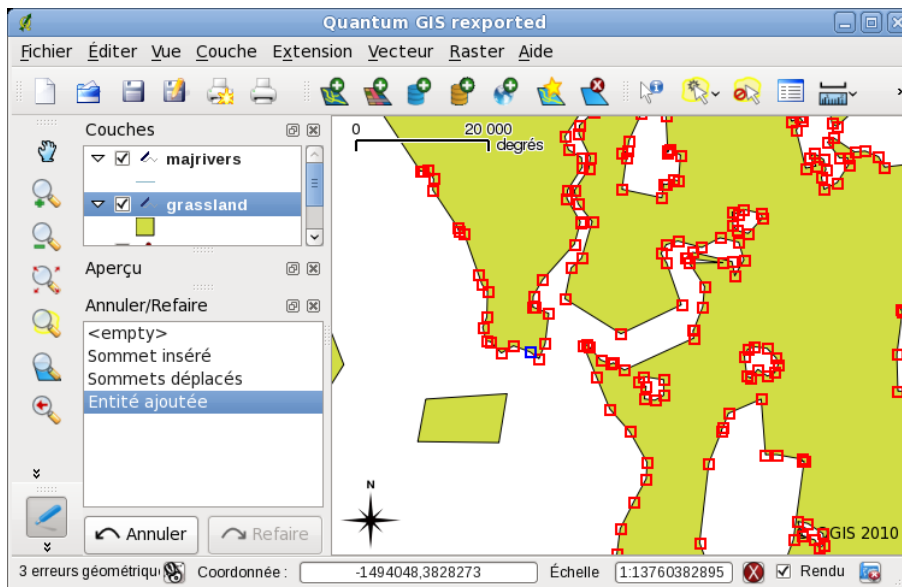 Quantum GIS rexported
Fichier Éditer Vue Couche Extension Vecteur Raster Aide
Couches
majrivers
grassland
Aperçu
Annuler/Refaire
<empty>
Sommet inséré
Sommets déplacés
Entité ajoutée
Annuler Refaire
0 20 000
degrés
N
QGIS 2010
3 erreurs géométriqu Coordonnée : -1494048,3828273 Échelle 1:13760382895 Rendu